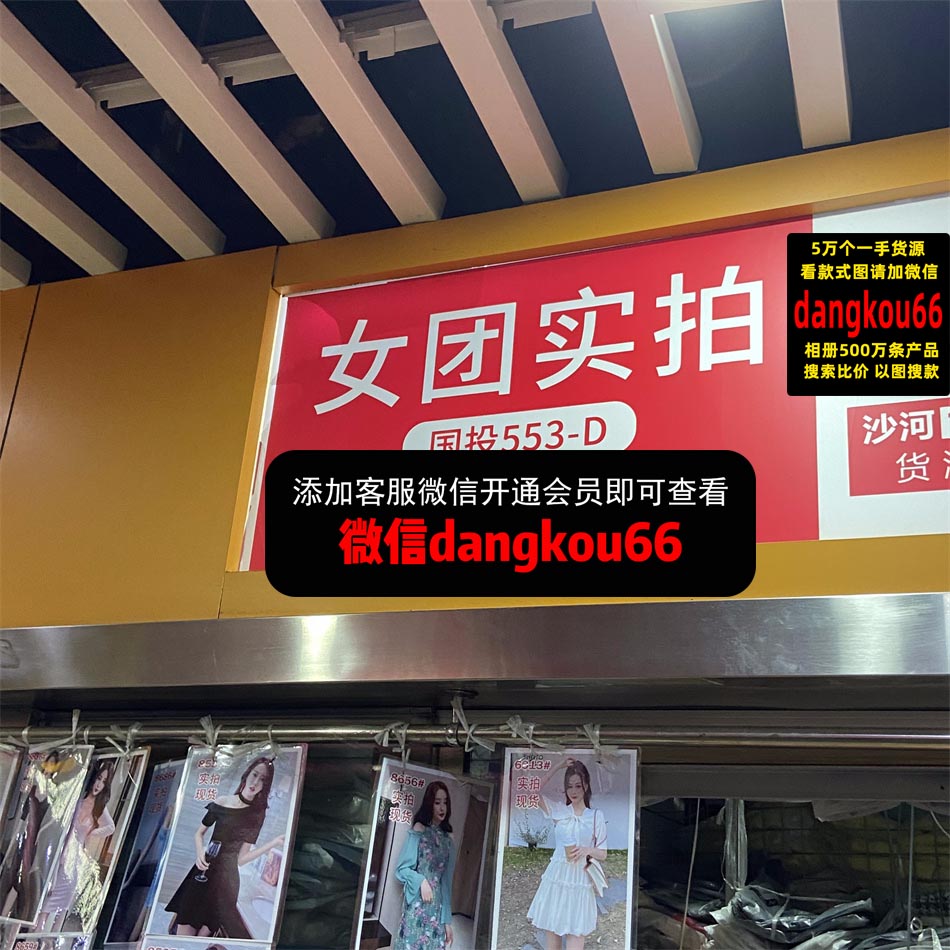 女团实拍
国投553-D
5万个一手货源
看款式图请加微信
dangkou66
相册500万条产品
搜索比价 以图搜款
沙河
货
添加客服微信开通会员即可查看
微信dangkou66
实拍
现货
8656#
实拍
现货
6613#
实拍
现货